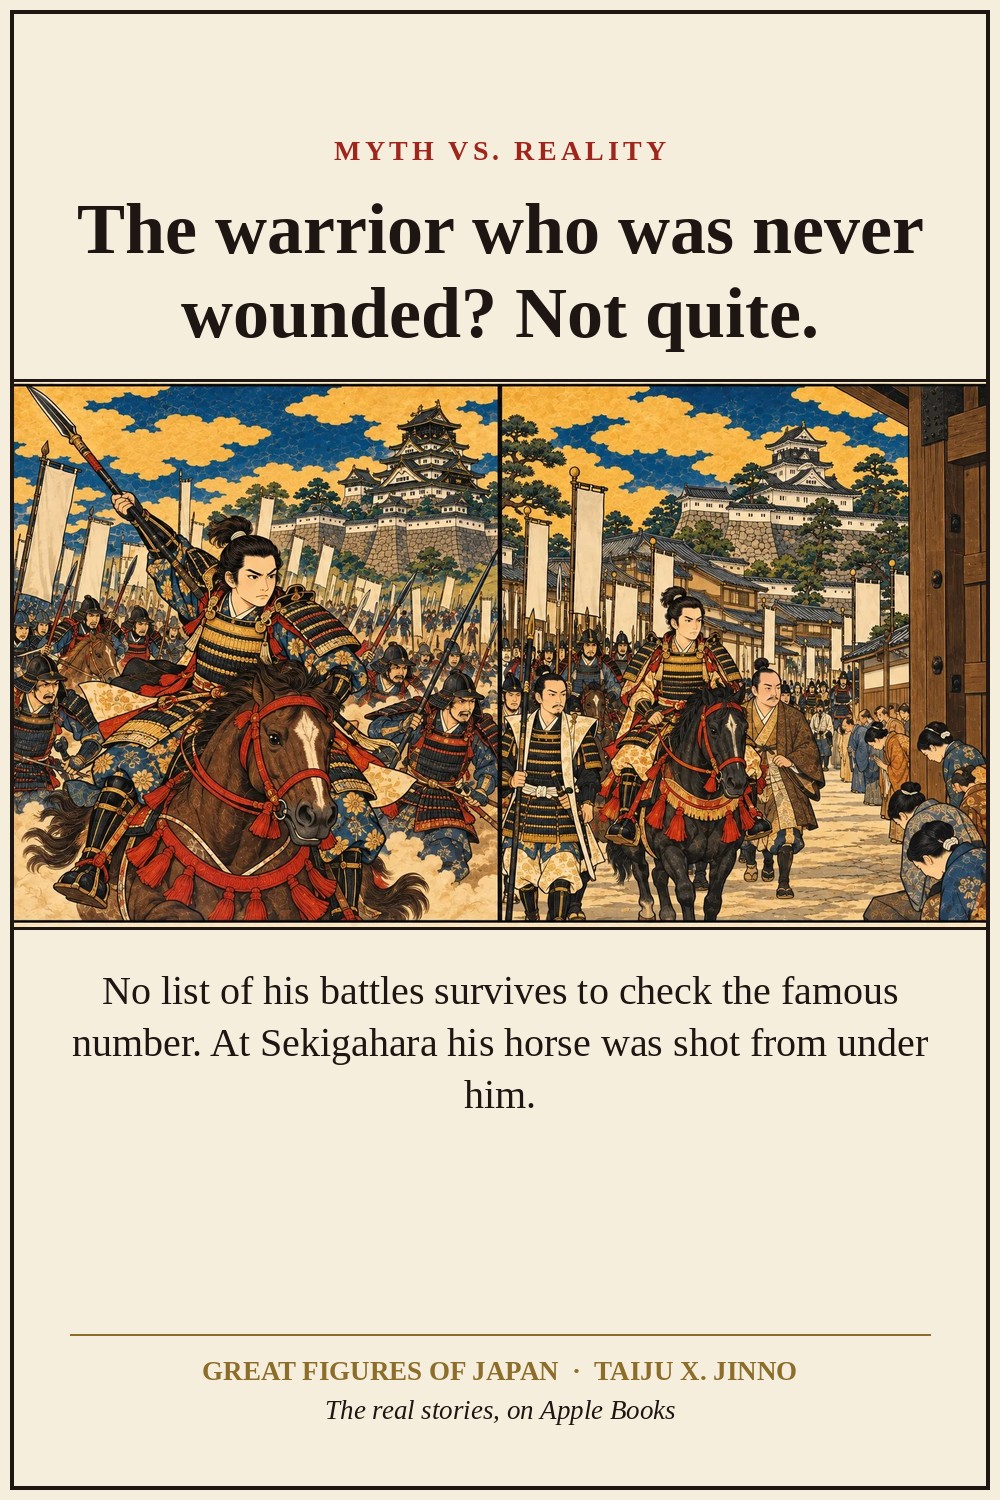 MYTH VS. REALITY
The warrior who was never
wounded? Not quite.
No list of his battles survives to check the famous
number. At Sekigahara his horse was shot from under
him.
GREAT FIGURES OF JAPAN · TAIJU X. JINNO
The real stories, on Apple Books